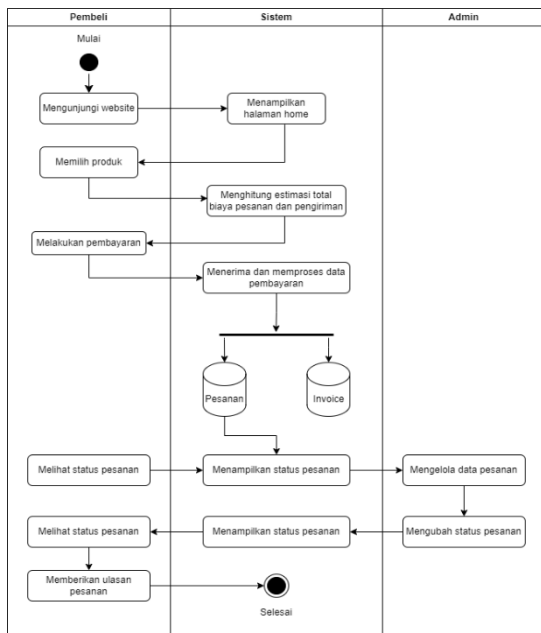 Pembeli
Sistem
Admin
Mulai
Mengunjungi website
Menampilkan
halaman home
Memilih produk
Menghitung estimasi total
biaya pesanan dan pengiriman
Melakukan pembayaran
Menerima dan memproses data
pembayaran
Pesanan
Invoice
Melihat status pesanan
Menampilkan status pesanan
Mengelola data pesanan
Melihat status pesanan
Menampilkan status pesanan
Mengubah status pesanan
Memberikan ulasan
pesanan
Selesai